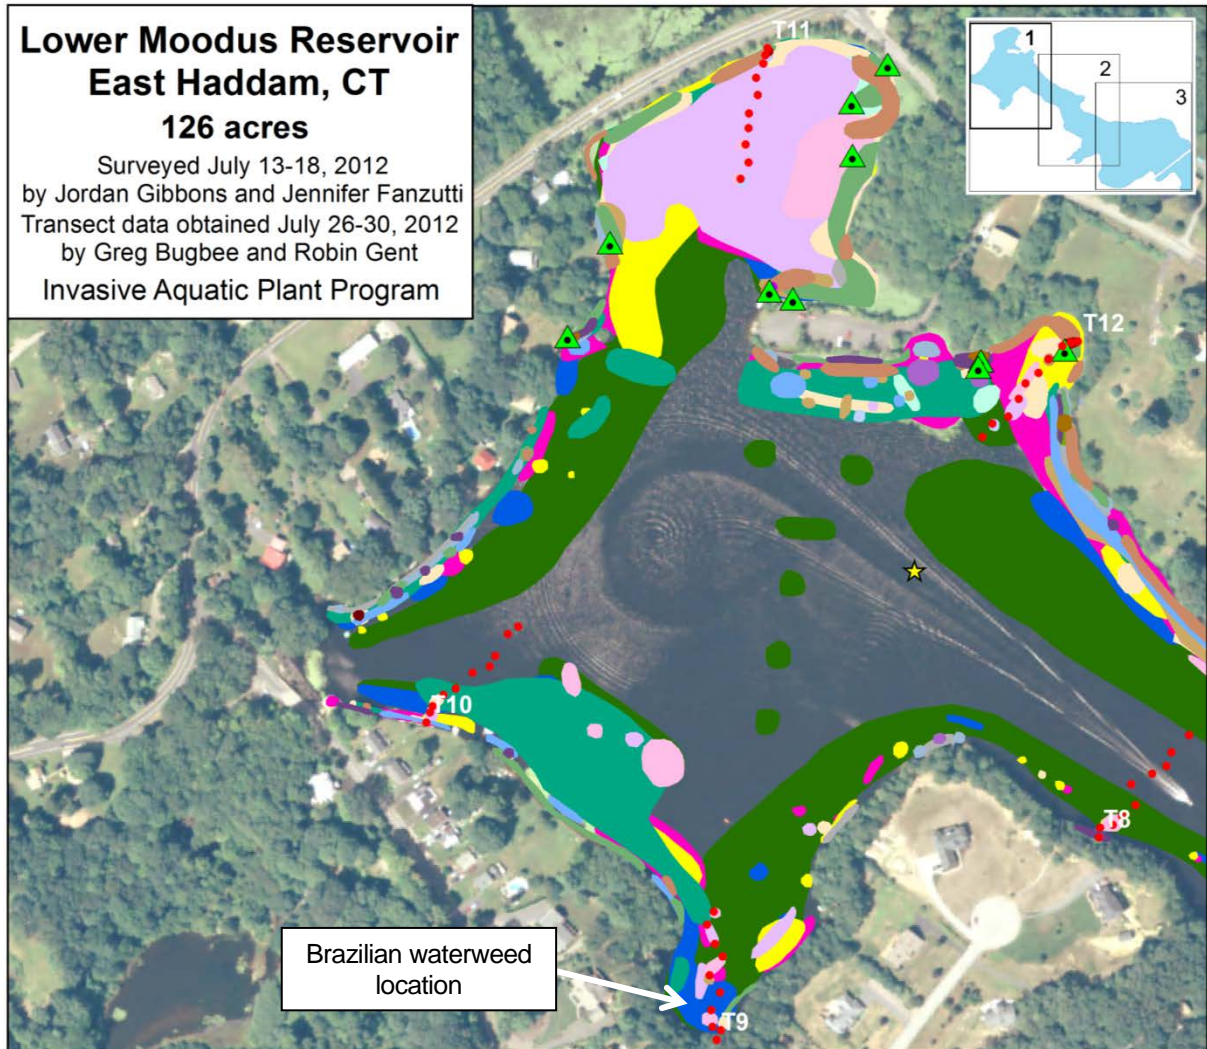 Lower Moodus Reservoir
East Haddam, CT
126 acres
Surveyed July 13-18, 2012
by Jordan Gibbons and Jennifer Fanzutti
Transect data obtained July 26-30, 2012
by Greg Bugbee and Robin Gent
Invasive Aquatic Plant Program
T11
1
2
3
T12
T10
T8
Brazilian waterweed
location
T9